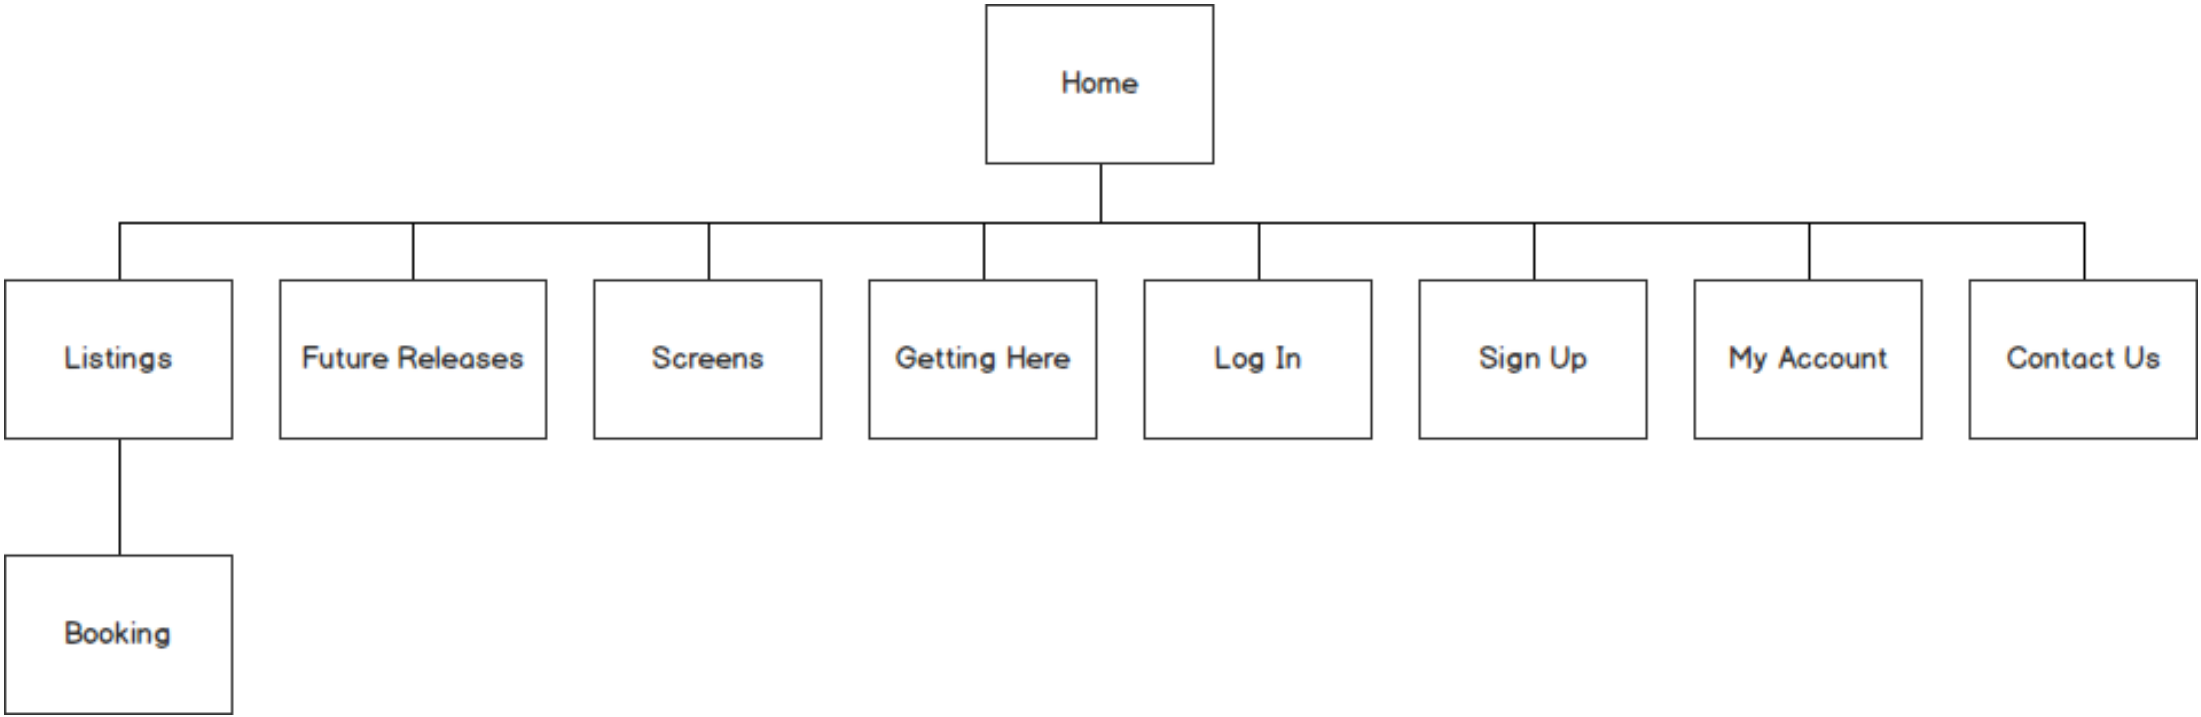 Home
Listings
Future Releases
Screens
Getting Here
Log In
Sign Up
My Account
Contact Us
Booking